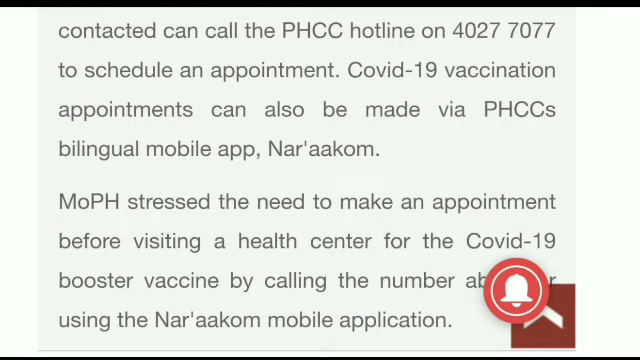 contacted can call the PHCC hotline on 4027 7077
to schedule an appointment. Covid-19 vaccination
appointments can also be made via PHCCs
bilingual mobile app, Nar'aakom.
MoPH stressed the need to make an appointment
before visiting a health center for the Covid-19
booster vaccine by calling the number
using the Nar'aakom mobile application.